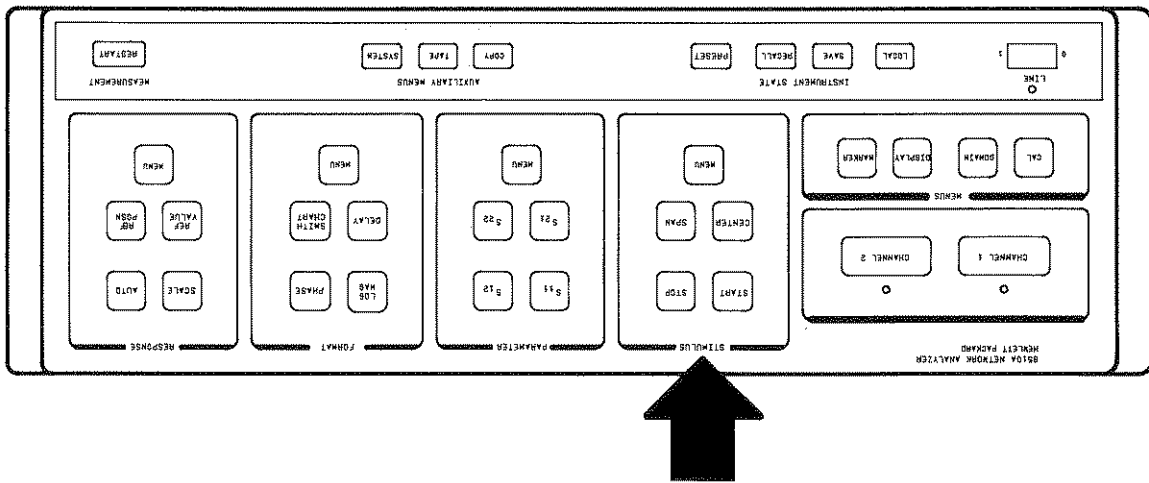 HEWLETT PACKARD
8510A NETWORK ANALYZER
CHANNEL 1
CHANNEL 2
MENUS
CAL
DOMAIN
DISPLAY
MARKER
STIMULUS
START
STOP
CENTER
SPAN
MENU
PARAMETER
S11
S12
S21
S22
MENU
FORMAT
LOG
MAG
PHASE
DELAY
SMITH
CHART
MENU
RESPONSE
SCALE
AUTO
REF
VALUE
REF
POSN
MENU
LINE
0
1
INSTRUMENT STATE
LOCAL
SAVE
RECALL
PRESET
AUXILIARY MENUS
COPY
TAPE
SYSTEM
MEASUREMENT
RESTART